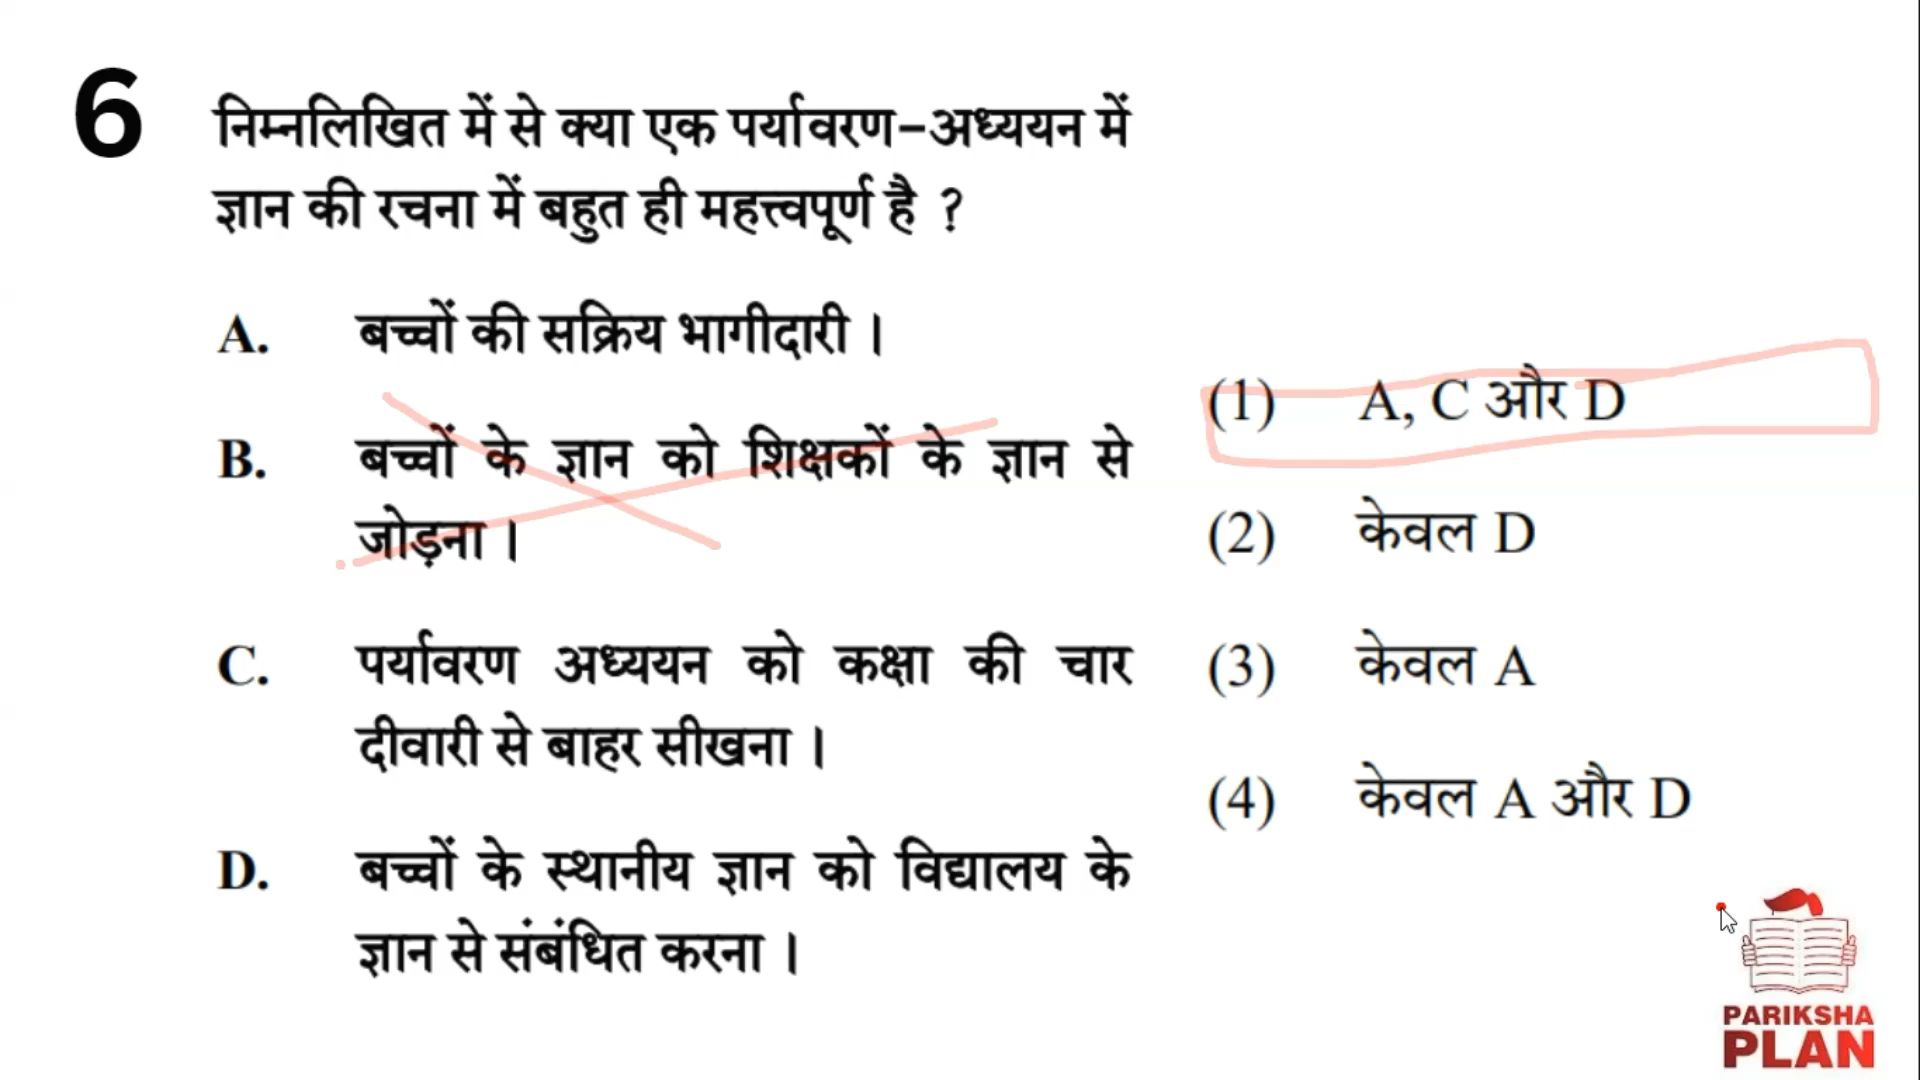 6
निम्नलिखित में से क्या एक पर्यावरण-अध्ययन में
ज्ञान की रचना में बहुत ही महत्त्वपूर्ण है ?
A. बच्चों की सक्रिय भागीदारी ।
B. बच्चों के ज्ञान को शिक्षकों के ज्ञान से
जोड़ना ।
C. पर्यावरण अध्ययन को कक्षा की चार
दीवारी से बाहर सीखना ।
D. बच्चों के स्थानीय ज्ञान को विद्यालय के
ज्ञान से संबंधित करना ।
(1) A, C और D
(2) केवल D
(3) केवल A
(4) केवल A और D
PARIKSHA
PLAN